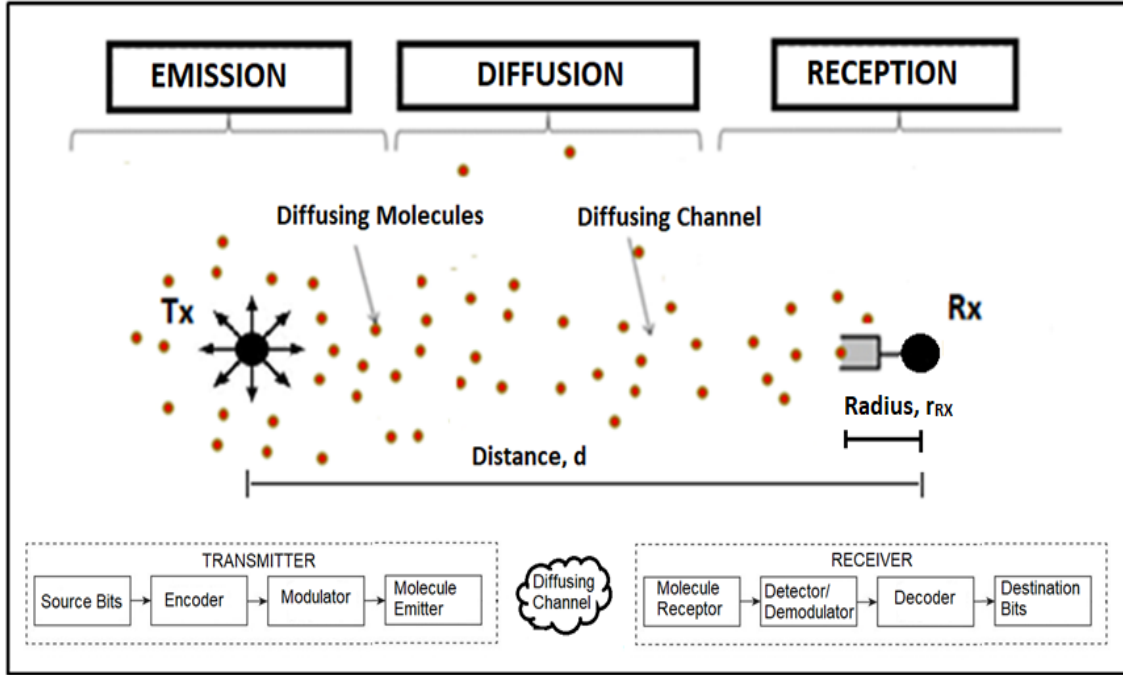 EMISSION
DIFFUSION
RECEPTION
Diffusing Molecules
Diffusing Channel
Tx
Rx
Radius, rRX
Distance, d
TRANSMITTER
Source Bits
Encoder
Modulator
Molecule
Emitter
Diffusing
Channel
RECEIVER
Molecule
Receptor
Detector/
Demodulator
Decoder
Destination
Bits